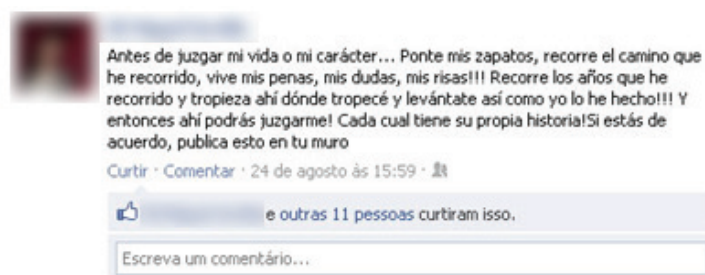 Antes de juzgar mi vida o mi carácter... Ponte mis zapatos, recorre el camino que
he recorrido, vive mis penas, mis dudas, mis risas!!! Recorre los años que he
recorrido y tropieza ahí dónde tropecé y levántate así como yo lo he hecho!!! Y
entonces ahí podrás juzgarme! Cada cual tiene su propia historia!Si estás de
acuerdo, publica esto en tu muro
Curtir · Comentar · 24 de agosto às 15:59 ·
e outras 11 pessoas curtiram isso.
Escreva um comentário...